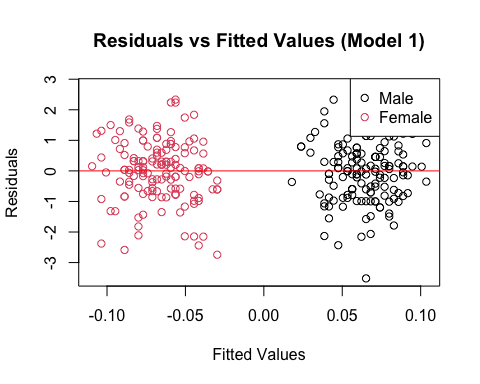 Residuals vs Fitted Values (Model 1)
Male
Female
Residuals
3
2
1
0
-1
-2
-3
-0.10
-0.05
0.00
0.05
0.10
Fitted Values